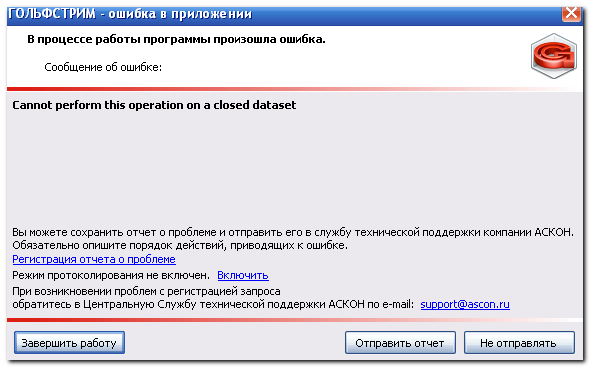 ГОЛЬФСТРИМ - ошибка в приложении
В процессе работы программы произошла ошибка.
Сообщение об ошибке:
Cannot perform this operation on a closed dataset
Вы можете сохранить отчет о проблеме и отправить его в службу технической поддержки компании АСКОН.
Обязательно опишите порядок действий, приводящих к ошибке.
Регистрация отчета о проблеме
Режим протоколирования не включен. Включить
При возникновении проблем с регистрацией запроса
обратитесь в Центральную Службу технической поддержки АСКОН по e-mail: support@ascon.ru
Завершить работу Отправить отчет Не отправлять